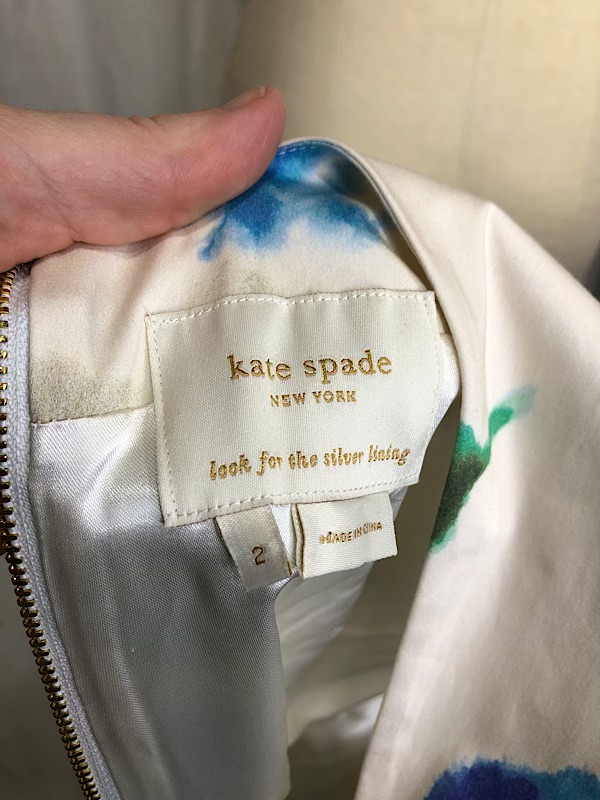 kate spade
NEW YORK
look for the silver lining
2
MADE IN CHINA